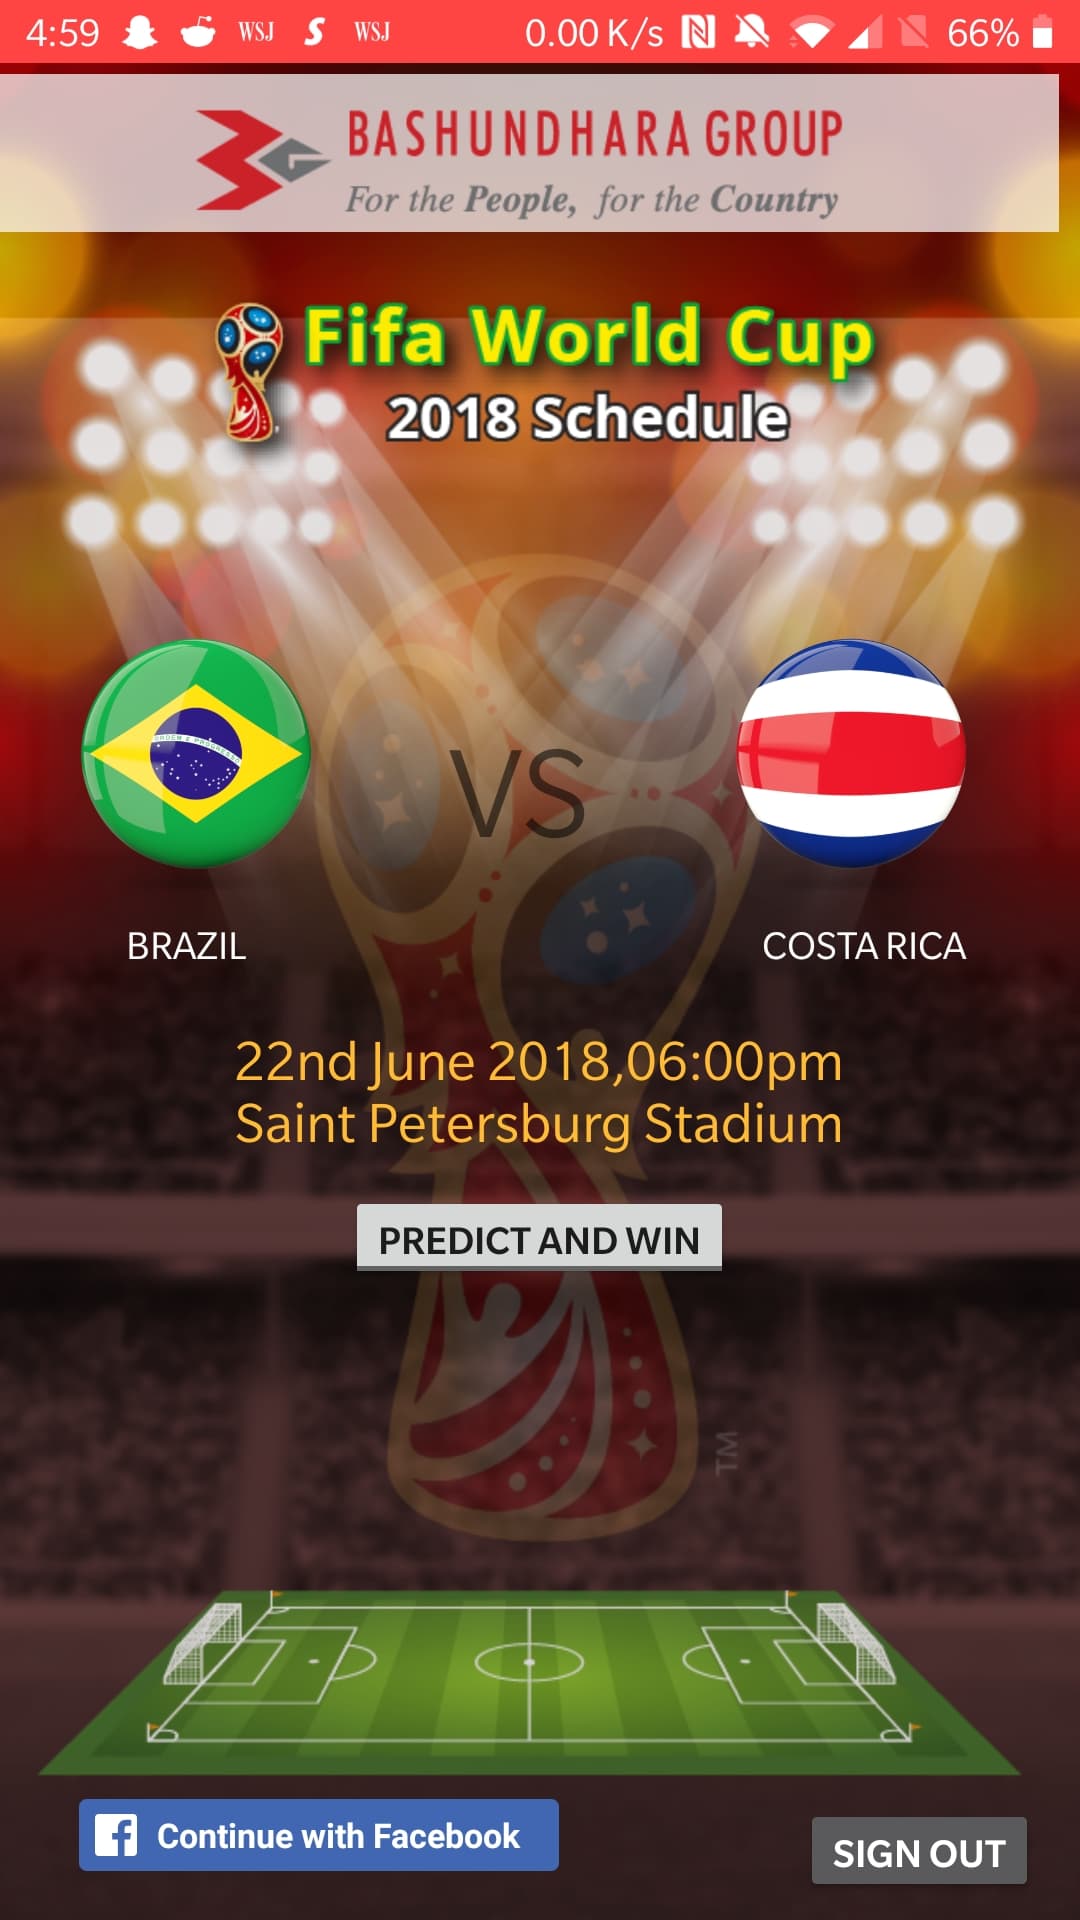 4:59 WSJ S WSJ 0.00 K/s 66%
BASHUNDHARA GROUP
For the People, for the Country
Fifa World Cup
2018 Schedule
VS
BRAZIL COSTA RICA
22nd June 2018,06:00pm
Saint Petersburg Stadium
PREDICT AND WIN
TM
Continue with Facebook
SIGN OUT